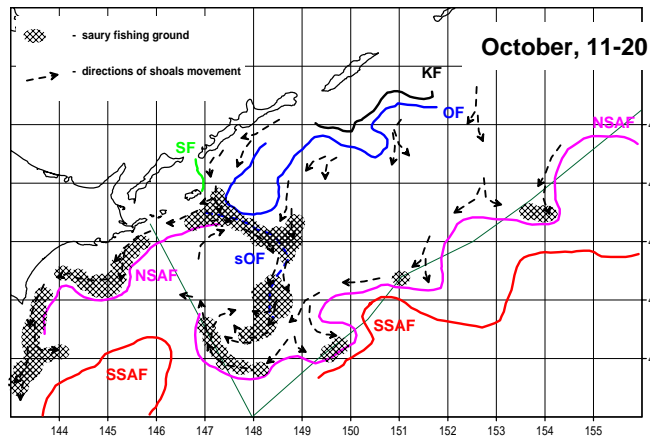 - saury fishing ground
- directions of shoals movement
October, 11-20
KF
OF
NSAF
SF
sOF
NSAF
SSAF
SSAF
144 145 146 147 148 149 150 151 152 153 154 155